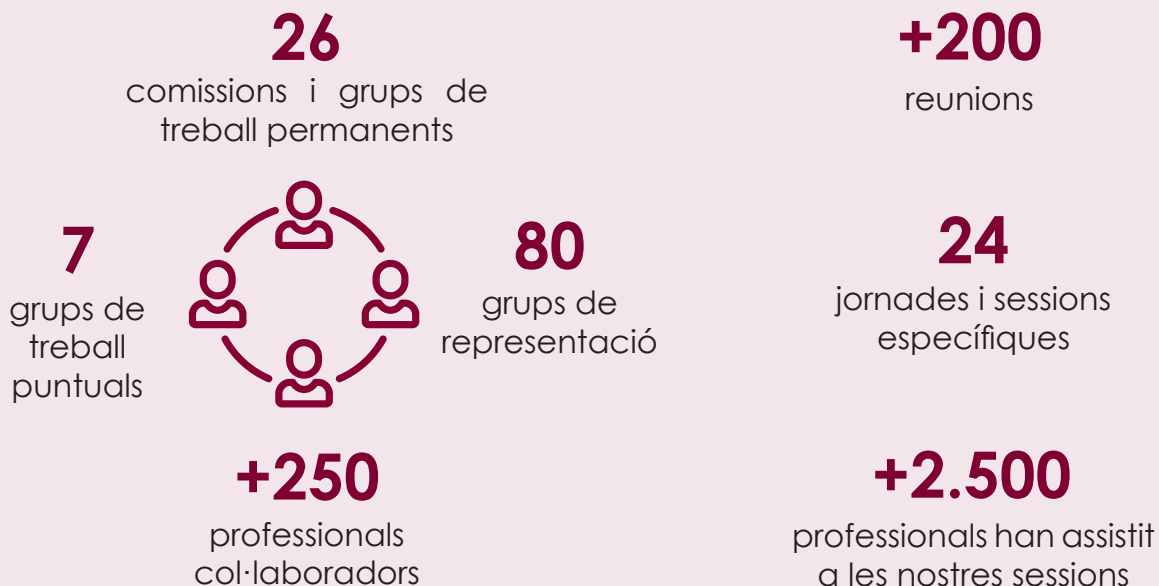 26
comissions i grups de
treball permanents
7
grups de
treball
puntuals
80
grups de
representació
+250
professionals
col·laboradors
+200
reunions
24
jornades i sessions
específiques
+2.500
professionals han assistit
a les nostres sessions